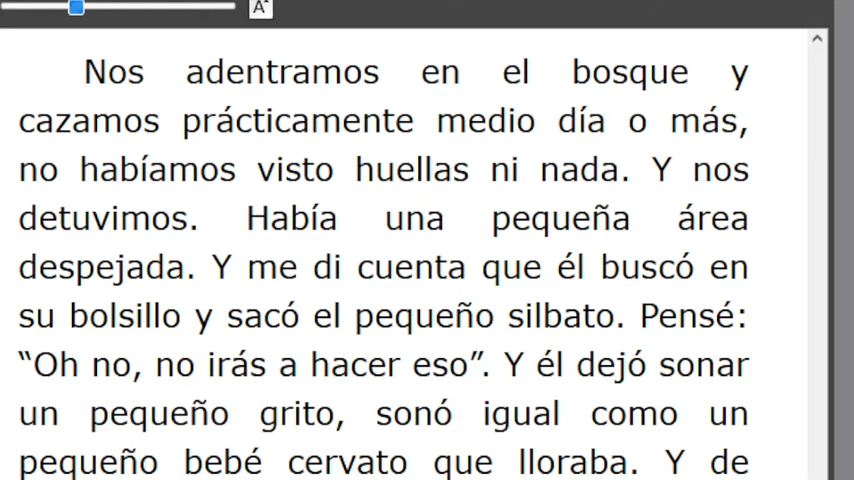 A
Nos adentramos en el bosque y
cazamos prácticamente medio día o más,
no habíamos visto huellas ni nada. Y nos
detuvimos. Había una pequeña área
despejada. Y me di cuenta que él buscó en
su bolsillo y sacó el pequeño silbato. Pensé:
“Oh no, no irás a hacer eso”. Y él dejó sonar
un pequeño grito, sonó igual como un
pequeño bebé cervato que lloraba. Y de